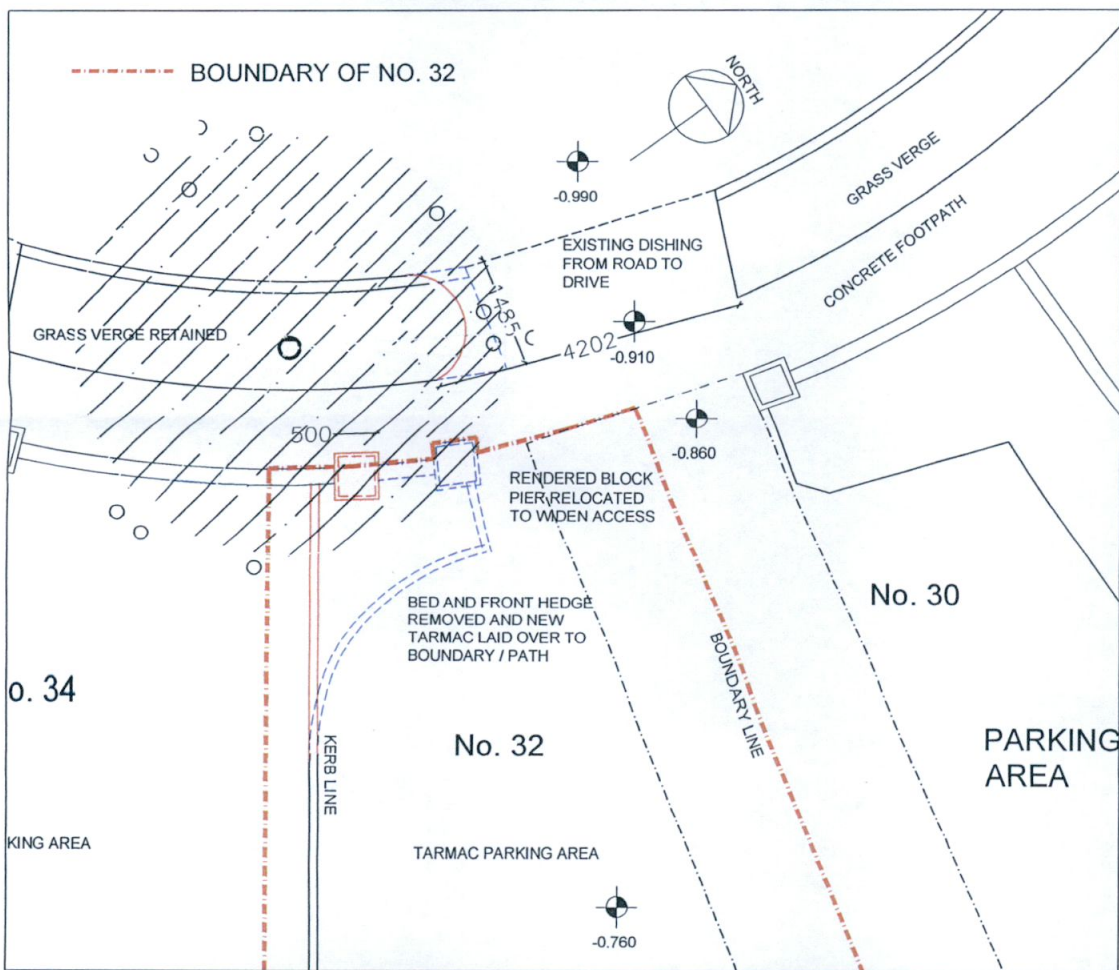 BOUNDARY OF NO. 32
NORTH
-0.990
GRASS VERGE
CONCRETE FOOTPATH
EXISTING DISHING
FROM ROAD TO
DRIVE
GRASS VERGE RETAINED
1485
4202
-0.910
500
-0.860
RENDERED BLOCK
PIER RELOCATED
TO WIDEN ACCESS
No. 30
BED AND FRONT HEDGE
REMOVED AND NEW
TARMAC LAID OVER TO
BOUNDARY / PATH
BOUNDARY LINE
o. 34
No. 32
KERB LINE
PARKING
AREA
KING AREA
TARMAC PARKING AREA
-0.760